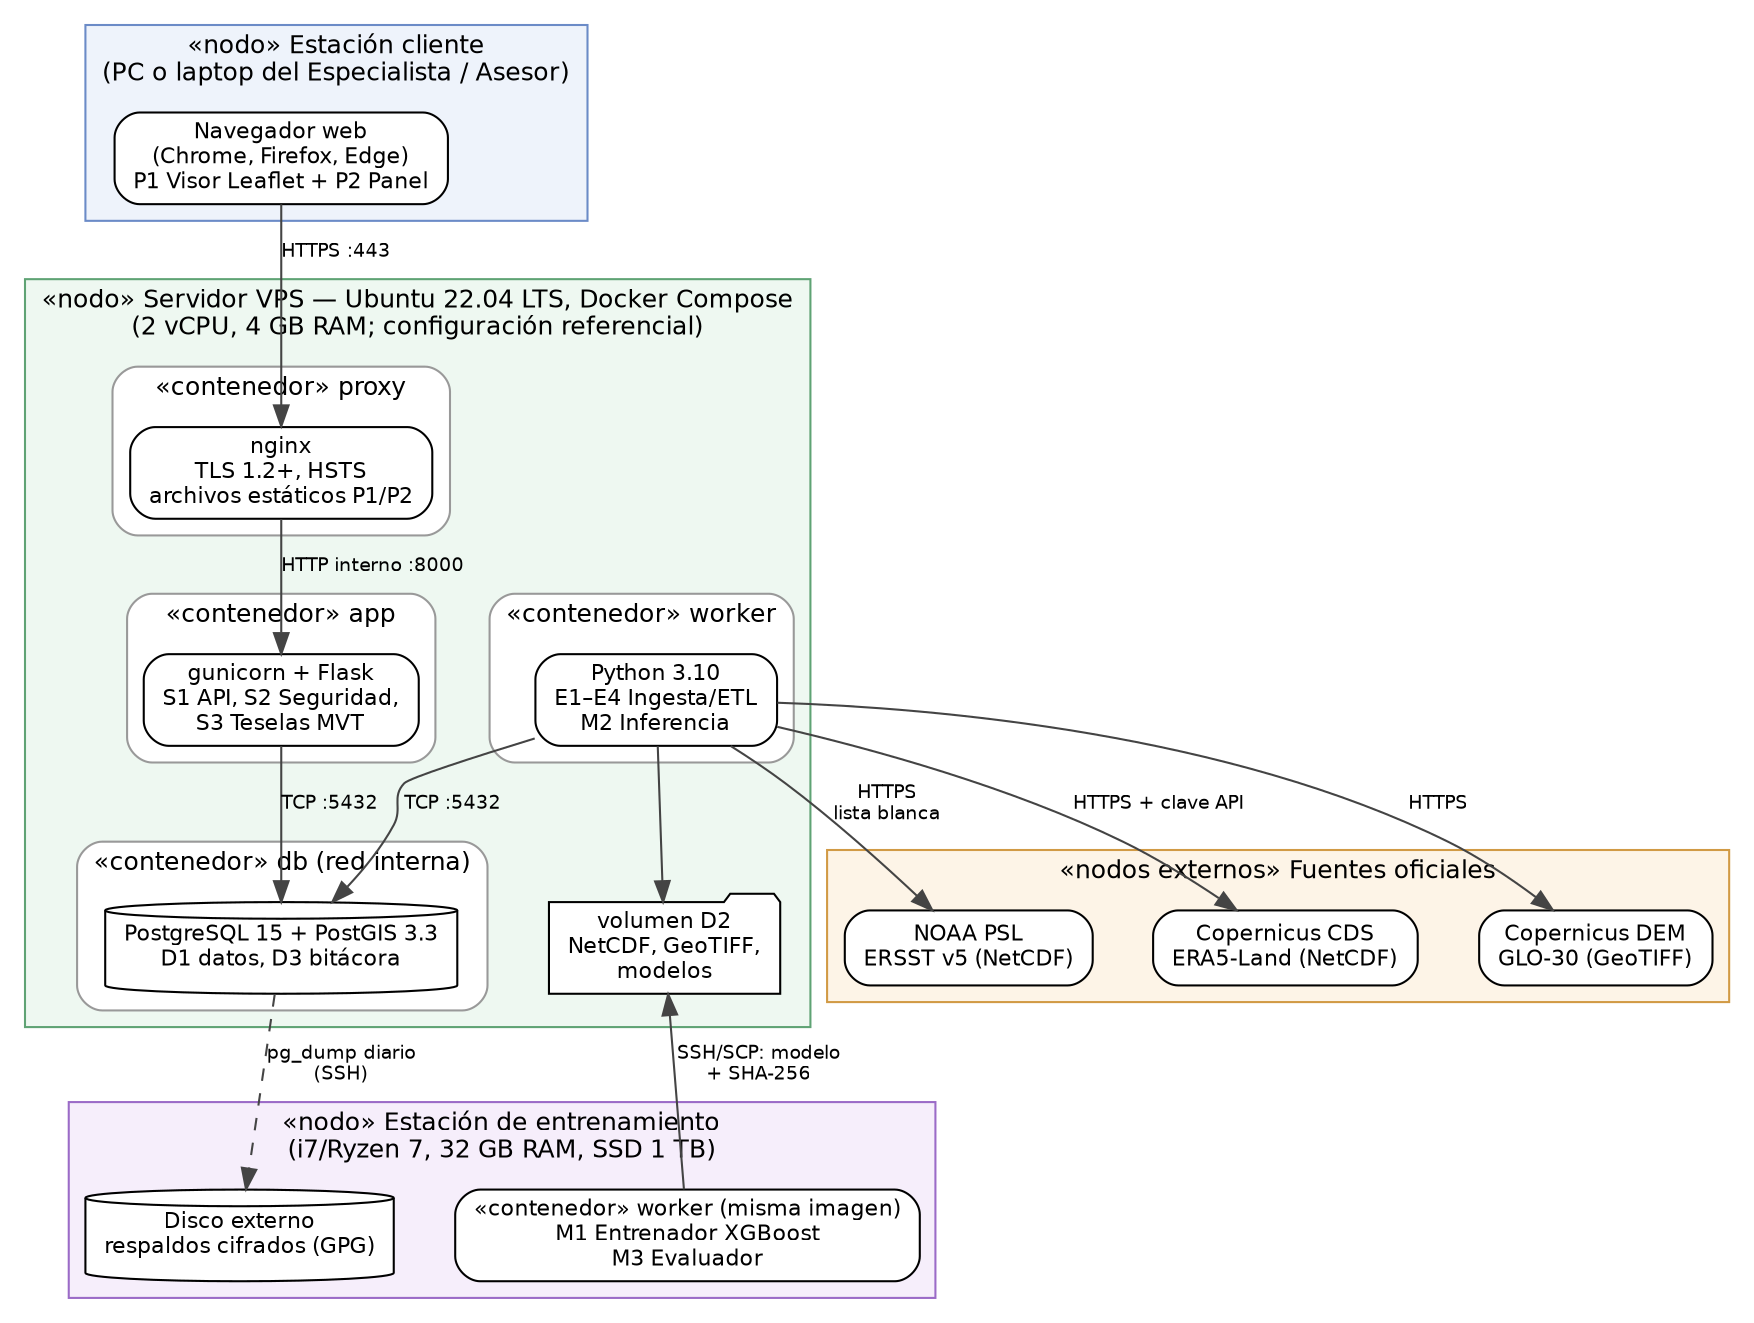 «nodo» Estación cliente
(PC o laptop del Especialista / Asesor)
Navegador web
(Chrome, Firefox, Edge)
P1 Visor Leaflet + P2 Panel
HTTPS :443
«nodo» Servidor VPS — Ubuntu 22.04 LTS, Docker Compose
(2 vCPU, 4 GB RAM; configuración referencial)
«contenedor» proxy
nginx
TLS 1.2+, HSTS
archivos estáticos P1/P2
HTTP interno :8000
«contenedor» app
gunicorn + Flask
S1 API, S2 Seguridad,
S3 Teselas MVT
«contenedor» worker
Python 3.10
E1–E4 Ingesta/ETL
M2 Inferencia
TCP :5432
TCP :5432
HTTPS
lista blanca
HTTPS + clave API
HTTPS
«contenedor» db (red interna)
PostgreSQL 15 + PostGIS 3.3
D1 datos, D3 bitácora
volumen D2
NetCDF, GeoTIFF,
modelos
«nodos externos» Fuentes oficiales
NOAA PSL
ERSST v5 (NetCDF)
Copernicus CDS
ERA5-Land (NetCDF)
Copernicus DEM
GLO-30 (GeoTIFF)
pg_dump diario
(SSH)
SSH/SCP: modelo
+ SHA-256
«nodo» Estación de entrenamiento
(i7/Ryzen 7, 32 GB RAM, SSD 1 TB)
Disco externo
respaldos cifrados (GPG)
«contenedor» worker (misma imagen)
M1 Entrenador XGBoost
M3 Evaluador